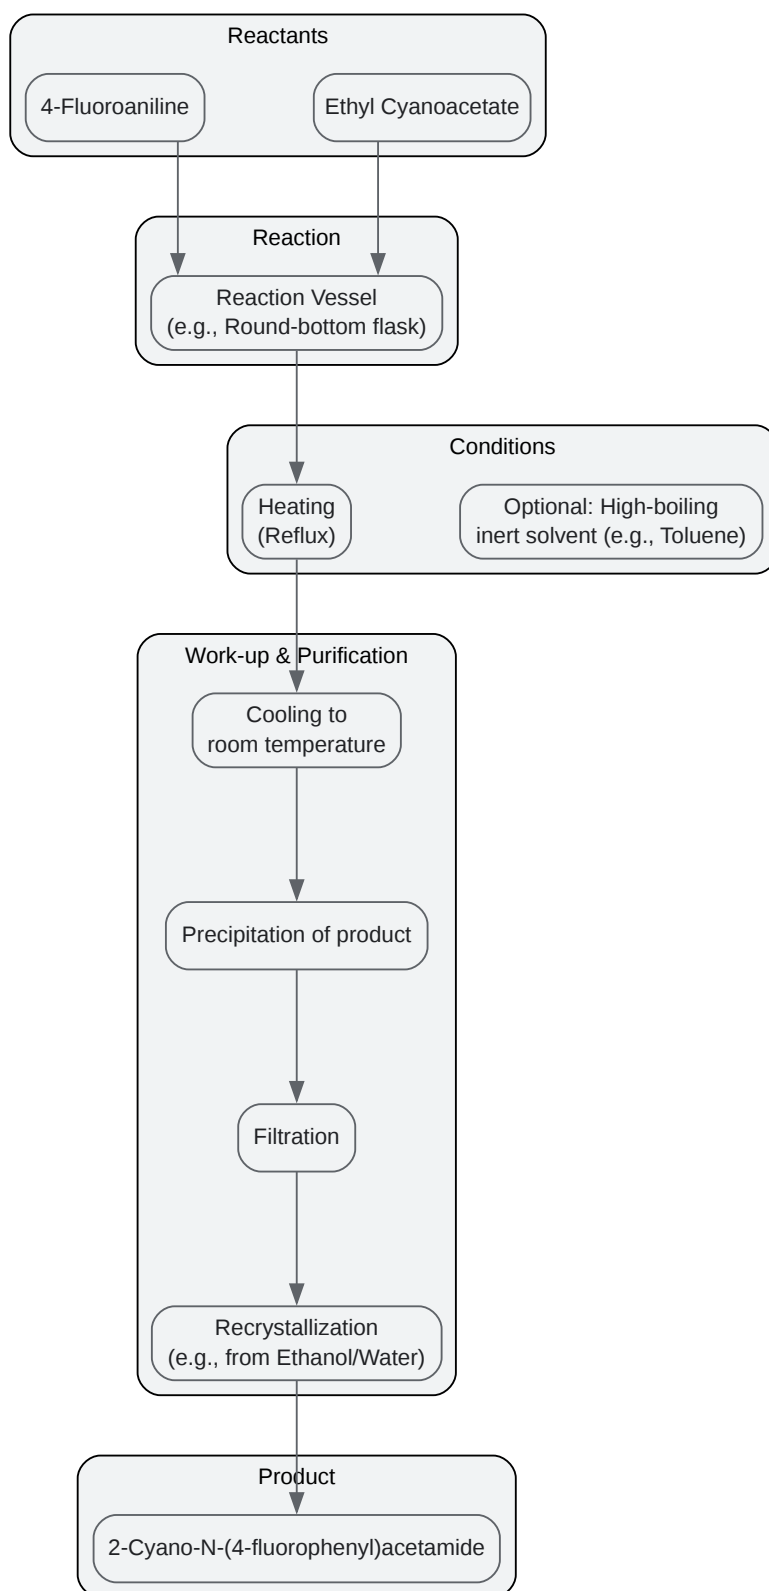 Reactants
4-Fluoroaniline
Ethyl Cyanoacetate
Reaction
Reaction Vessel
(e.g., Round-bottom flask)
Conditions
Heating
(Reflux)
Optional: High-boiling
inert solvent (e.g., Toluene)
Work-up & Purification
Cooling to
room temperature
Precipitation of product
Filtration
Recrystallization
(e.g., from Ethanol/Water)
Product
2-Cyano-N-(4-fluorophenyl)acetamide